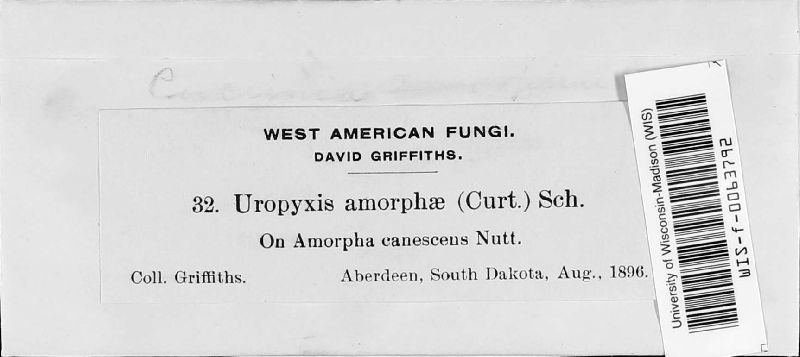 WEST AMERICAN FUNGI.
DAVID GRIFFITHS.
32. Uropyxis amorphæ (Curt.) Sch.
On Amorpha canescens Nutt.
Coll. Griffiths.
Aberdeen, South Dakota, Aug., 1896.
University of Wisconsin-Madison (WIS)
WIS-f-0063792